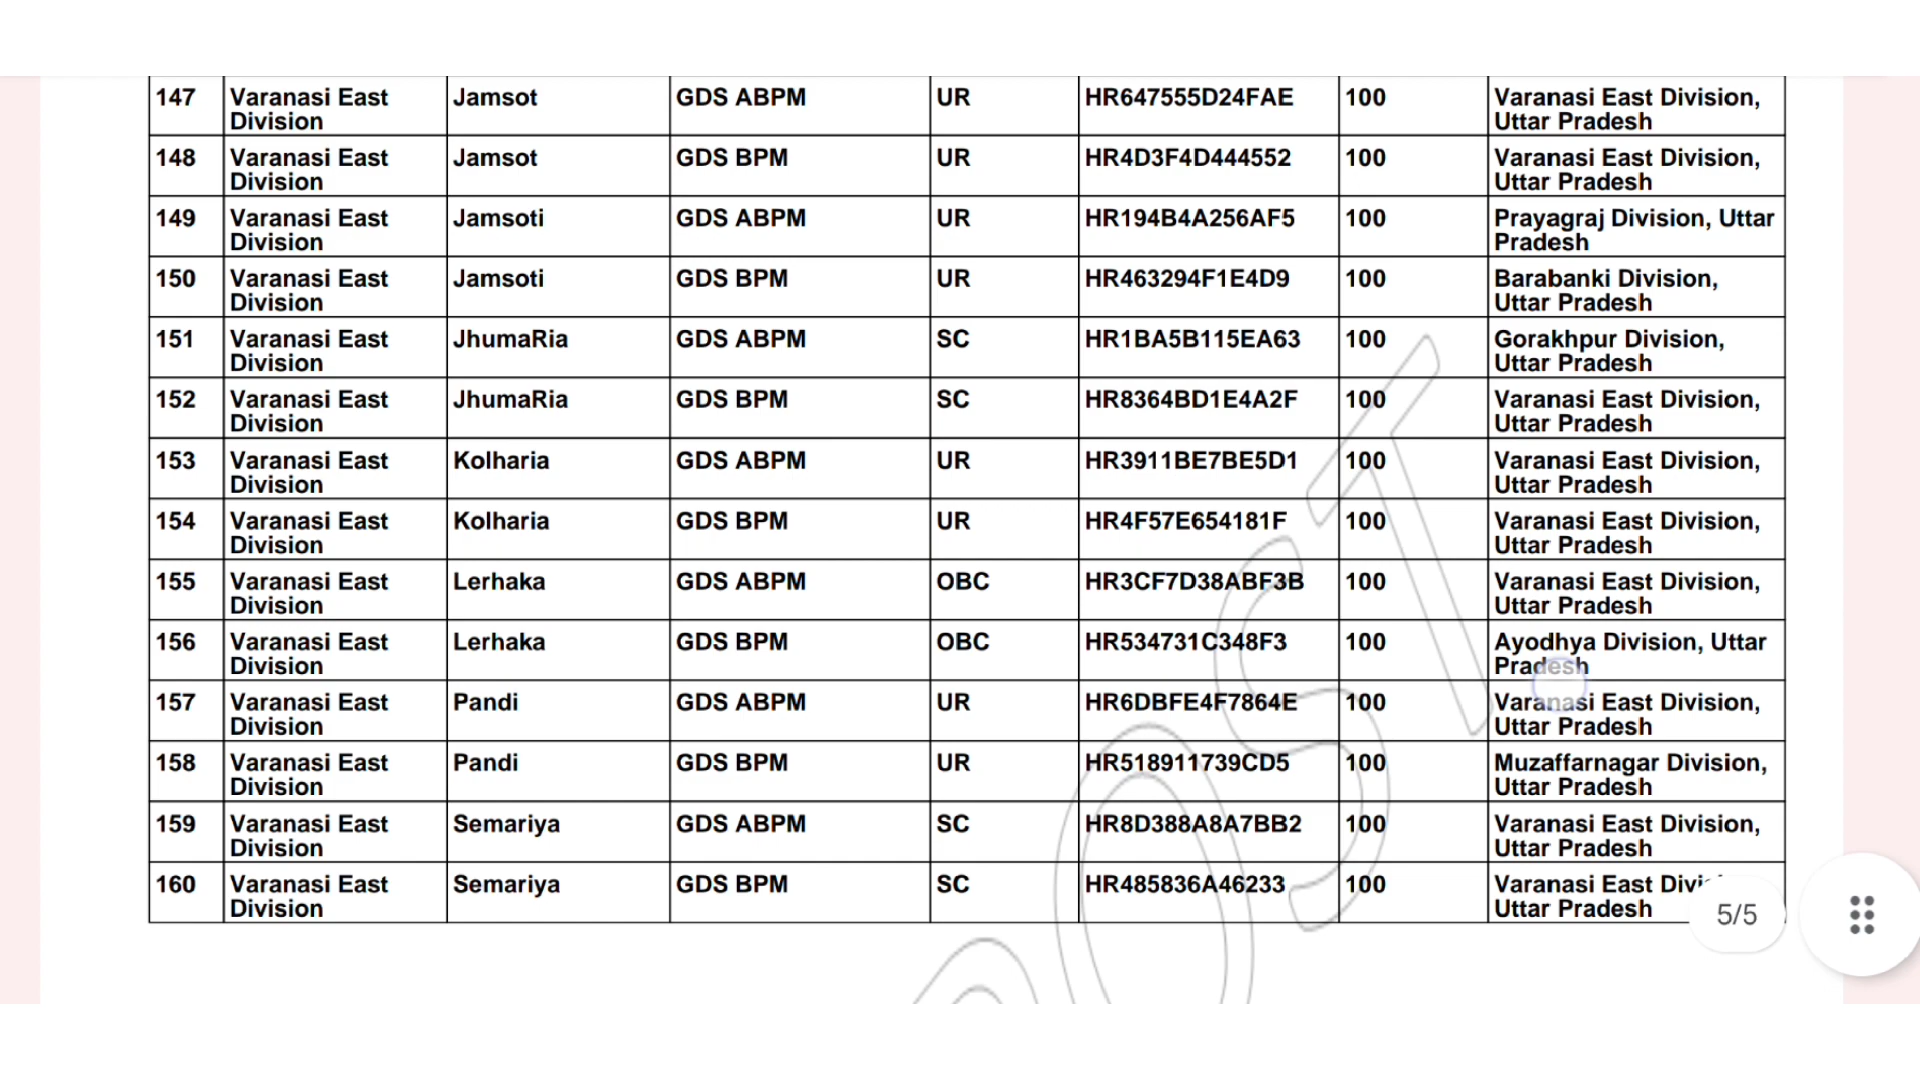 147 Varanasi East Jamsot GDS ABPM UR HR647555D24FAE 100 Varanasi East Division,
Division Uttar Pradesh
148 Varanasi East Jamsot GDS BPM UR HR4D3F4D444552 100 Varanasi East Division,
Division Uttar Pradesh
149 Varanasi East Jamsoti GDS ABPM UR HR194B4A256AF5 100 Prayagraj Division, Uttar
Division Pradesh
150 Varanasi East Jamsoti GDS BPM UR HR463294F1E4D9 100 Barabanki Division,
Division Uttar Pradesh
151 Varanasi East JhumaRia GDS ABPM SC HR1BA5B115EA63 100 Gorakhpur Division,
Division Uttar Pradesh
152 Varanasi East JhumaRia GDS BPM SC HR8364BD1E4A2F 100 Varanasi East Division,
Division Uttar Pradesh
153 Varanasi East Kolharia GDS ABPM UR HR3911BE7BE5D1 100 Varanasi East Division,
Division Uttar Pradesh
154 Varanasi East Kolharia GDS BPM UR HR4F57E654181F 100 Varanasi East Division,
Division Uttar Pradesh
155 Varanasi East Lerhaka GDS ABPM OBC HR3CF7D38ABF3B 100 Varanasi East Division,
Division Uttar Pradesh
156 Varanasi East Lerhaka GDS BPM OBC HR534731C348F3 100 Ayodhya Division, Uttar
Division Pradesh
157 Varanasi East Pandi GDS ABPM UR HR6DBFE4F7864E 100 Varanasi East Division,
Division Uttar Pradesh
158 Varanasi East Pandi GDS BPM UR HR518911739CD5 100 Muzaffarnagar Division,
Division Uttar Pradesh
159 Varanasi East Semariya GDS ABPM SC HR8D388A8A7BB2 100 Varanasi East Division,
Division Uttar Pradesh
160 Varanasi East Semariya GDS BPM SC HR485836A46233 100 Varanasi East
Division Uttar Pradesh
5/5
OST